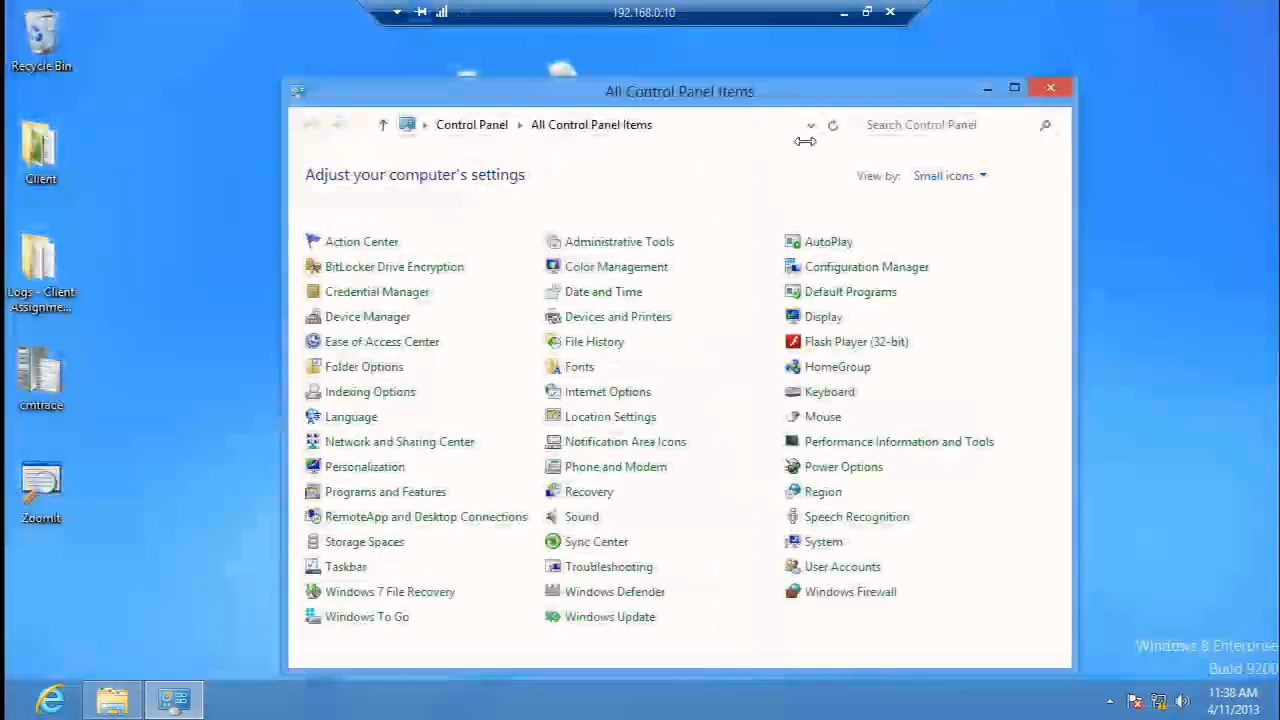 192.168.0.10
Recycle Bin
Client
Logs - Client
Assignme...
cmtrace
ZoomIt
All Control Panel Items
Control Panel
All Control Panel Items
Search Control Panel
Adjust your computer's settings
View by: Small icons
Action Center
Administrative Tools
AutoPlay
BitLocker Drive Encryption
Color Management
Configuration Manager
Credential Manager
Date and Time
Default Programs
Device Manager
Devices and Printers
Display
Ease of Access Center
File History
Flash Player (32-bit)
Folder Options
Fonts
HomeGroup
Indexing Options
Internet Options
Keyboard
Language
Location Settings
Mouse
Network and Sharing Center
Notification Area Icons
Performance Information and Tools
Personalization
Phone and Modem
Power Options
Programs and Features
Recovery
Region
RemoteApp and Desktop Connections
Sound
Speech Recognition
Storage Spaces
Sync Center
System
Taskbar
Troubleshooting
User Accounts
Windows 7 File Recovery
Windows Defender
Windows Firewall
Windows To Go
Windows Update
Windows 8 Enterprise
Build 9200
11:38 AM
4/11/2013